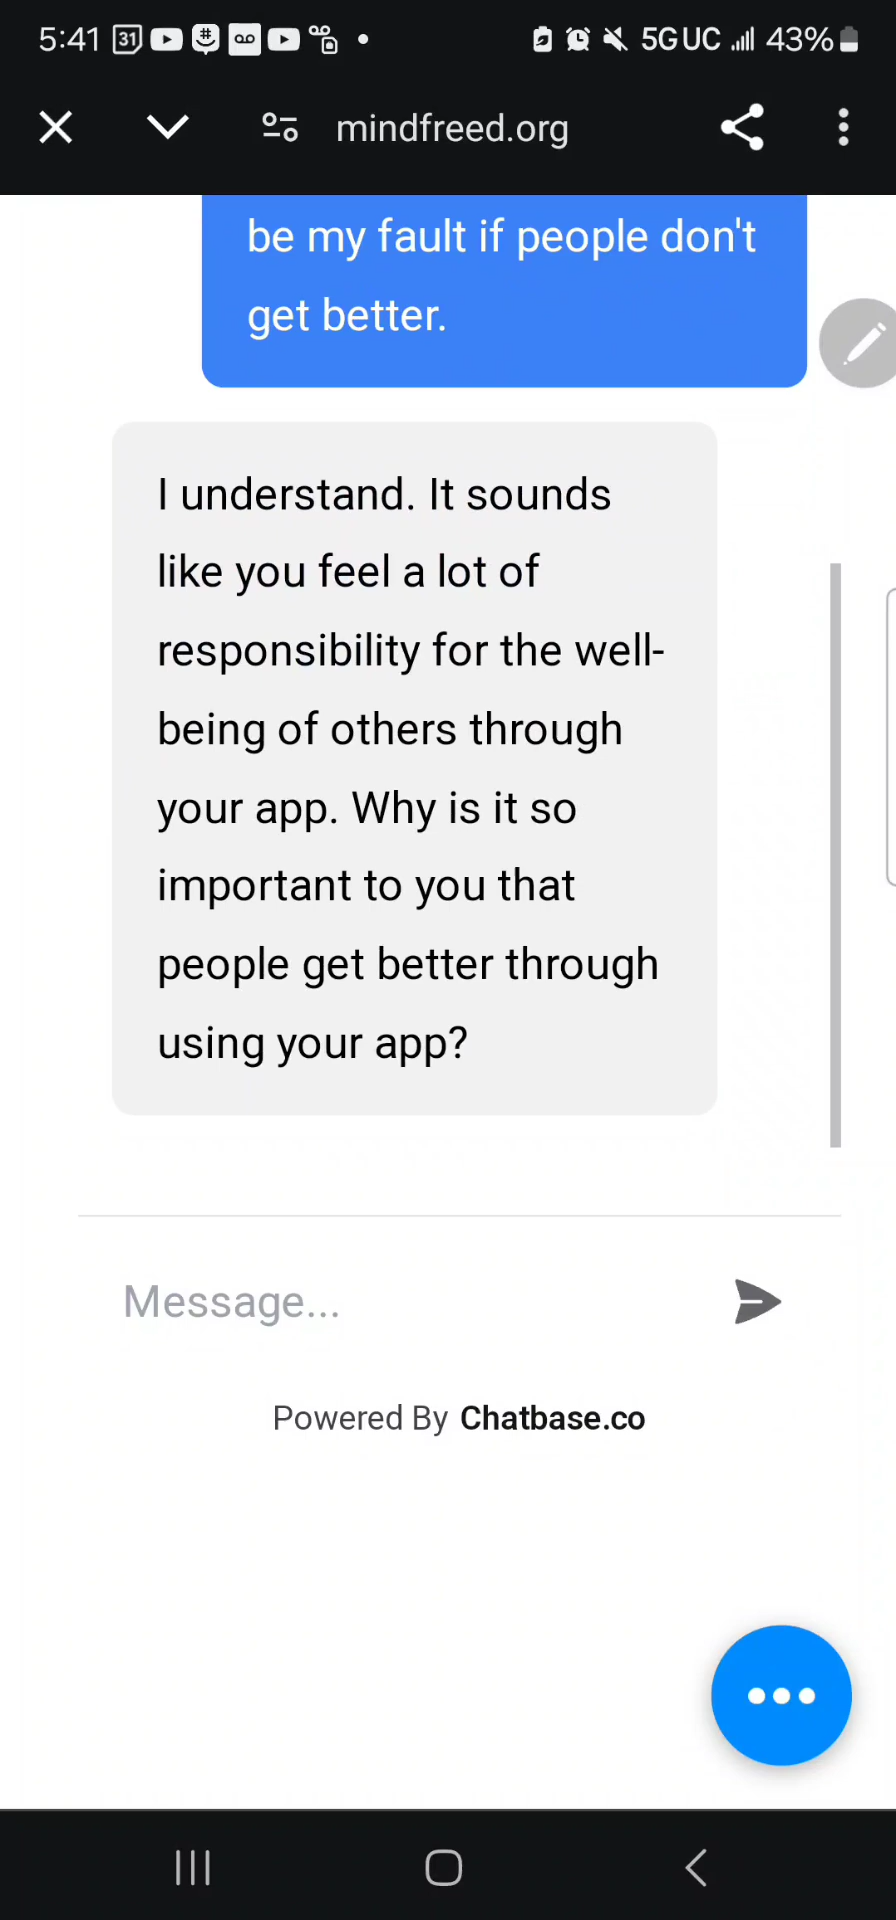 5:41 31 5G UC 43%
mindfreed.org
be my fault if people don't
get better.
I understand. It sounds
like you feel a lot of
responsibility for the well-
being of others through
your app. Why is it so
important to you that
people get better through
using your app?
Message...
Powered By Chatbase.co